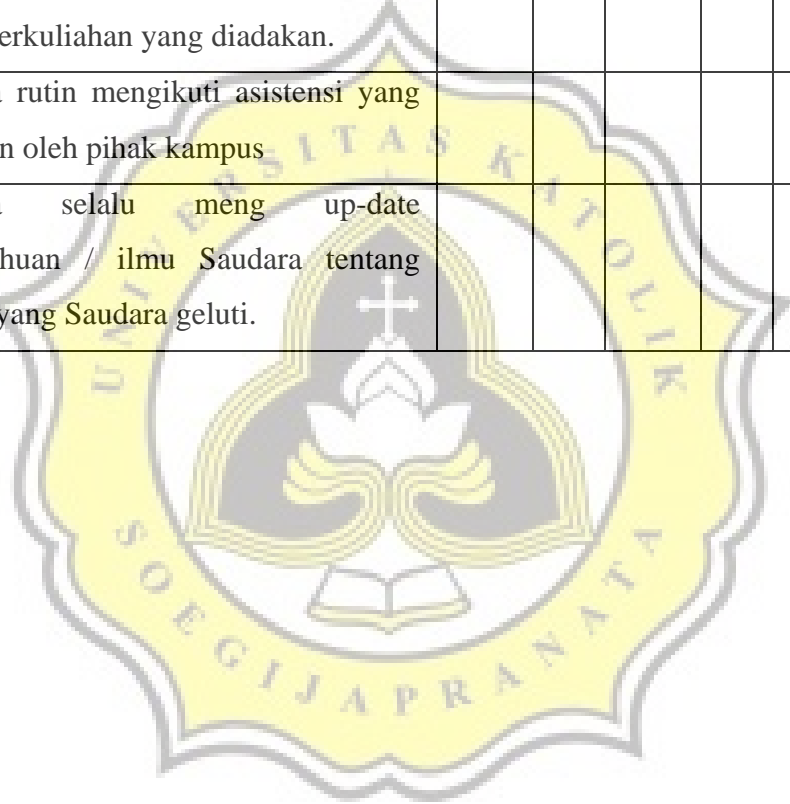 erkuliahan yang diadakan.
rutin mengikuti asistensi yang
n oleh pihak kampus
selalu meng up-date
huan / ilmu Saudara tentang
yang Saudara geluti.
UNIVERSITAS KATOLIK
SOEGIJAPRANATA